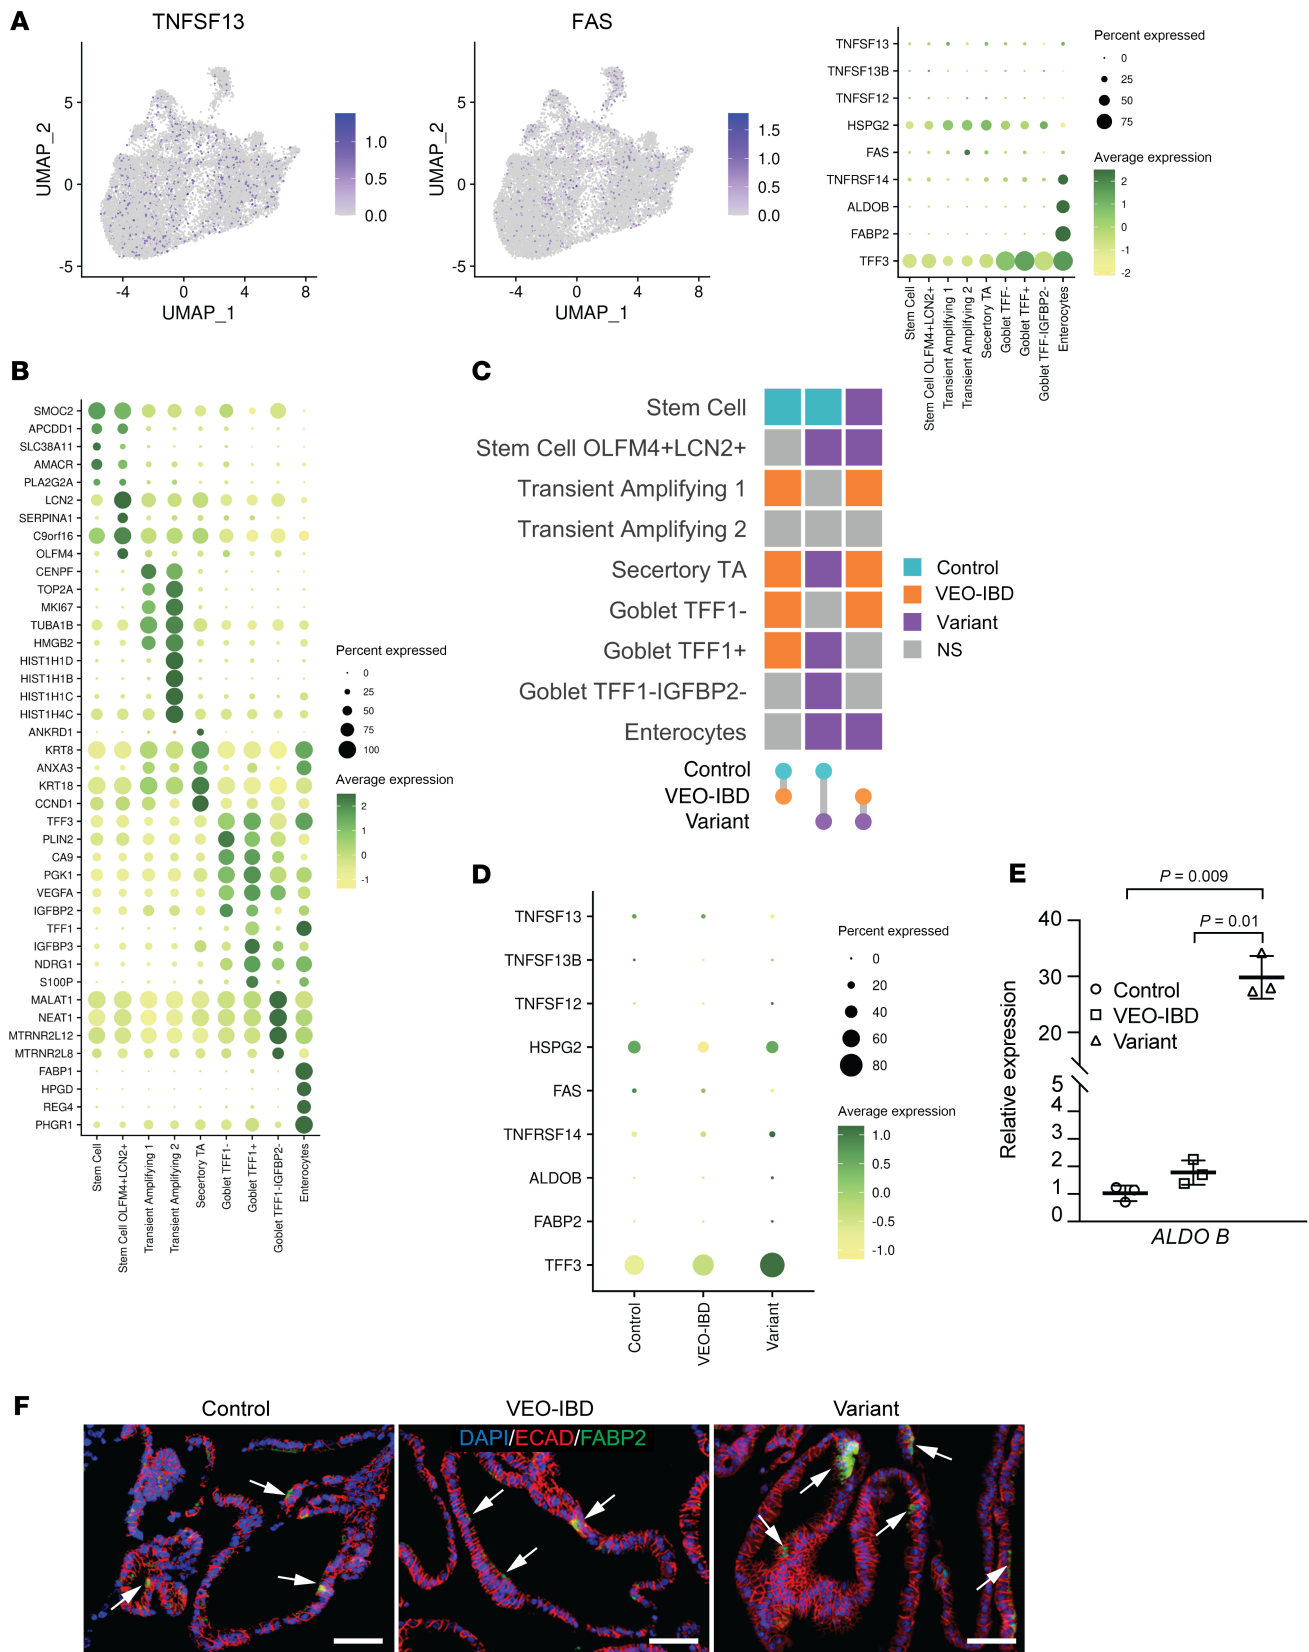 A
TNFSF13
UMAP_2
5
0
-5
-4
0
4
8
UMAP_1
1.0
0.5
0.0
FAS
UMAP_2
5
0
-5
-4
0
4
8
UMAP_1
1.5
1.0
0.5
0.0
TNFSF13
TNFSF13B
TNFSF12
HSPG2
FAS
TNFRSF14
ALDOB
FABP2
TFF3
Stem Cell
Stem Cell OLFM4+LCN2+
Transient Amplifying 1
Transient Amplifying 2
Secertory TA
Goblet TFF-
Goblet TFF+
Goblet TFF-IGFBP2-
Enterocytes
Percent expressed
0
25
50
75
Average expression
2
1
0
-1
-2
B
SMOC2
APCDD1
SLC38A11
AMACR
PLA2G2A
LCN2
SERPINA1
C9orf16
OLFM4
CENPF
TOP2A
MKI67
TUBA1B
HMGB2
HIST1H1D
HIST1H1B
HIST1H1C
HIST1H4C
ANKRD1
KRT8
ANXA3
KRT18
CCND1
TFF3
PLIN2
CA9
PGK1
VEGFA
IGFBP2
TFF1
IGFBP3
NDRG1
S100P
MALAT1
NEAT1
MTRNR2L12
MTRNR2L8
FABP1
HPGD
REG4
PHGR1
Stem Cell
Stem Cell OLFM4+LCN2+
Transient Amplifying 1
Transient Amplifying 2
Secertory TA
Goblet TFF1-
Goblet TFF1+
Goblet TFF1-IGFBP2-
Enterocytes
Percent expressed
0
25
50
75
100
Average expression
2
1
0
-1
C
Stem Cell
Stem Cell OLFM4+LCN2+
Transient Amplifying 1
Transient Amplifying 2
Secertory TA
Goblet TFF1-
Goblet TFF1+
Goblet TFF1-IGFBP2-
Enterocytes
Control
VEO-IBD
Variant
Control
VEO-IBD
Variant
NS
D
TNFSF13
TNFSF13B
TNFSF12
HSPG2
FAS
TNFRSF14
ALDOB
FABP2
TFF3
Control
VEO-IBD
Variant
Percent expressed
0
20
40
60
80
Average expression
1.0
0.5
0.0
-0.5
-1.0
E
P = 0.009
P = 0.01
Relative expression
40
30
20
5
4
3
2
1
0
Control
VEO-IBD
Variant
ALDO B
F
Control
VEO-IBD
Variant
DAPI/ECAD/FABP2